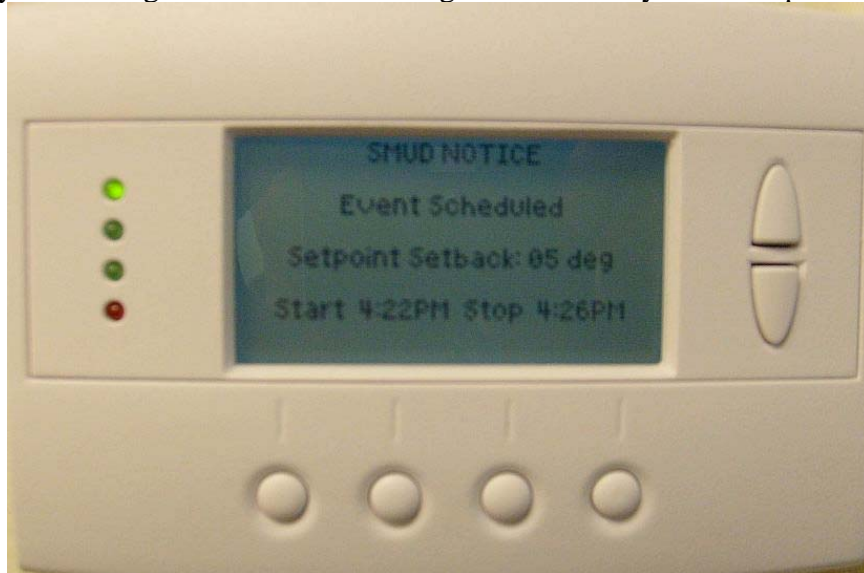 SMUD NOTICE
Event Scheduled
Setpoint Setback: 05 deg
Start 4:22PM Stop 4:26PM